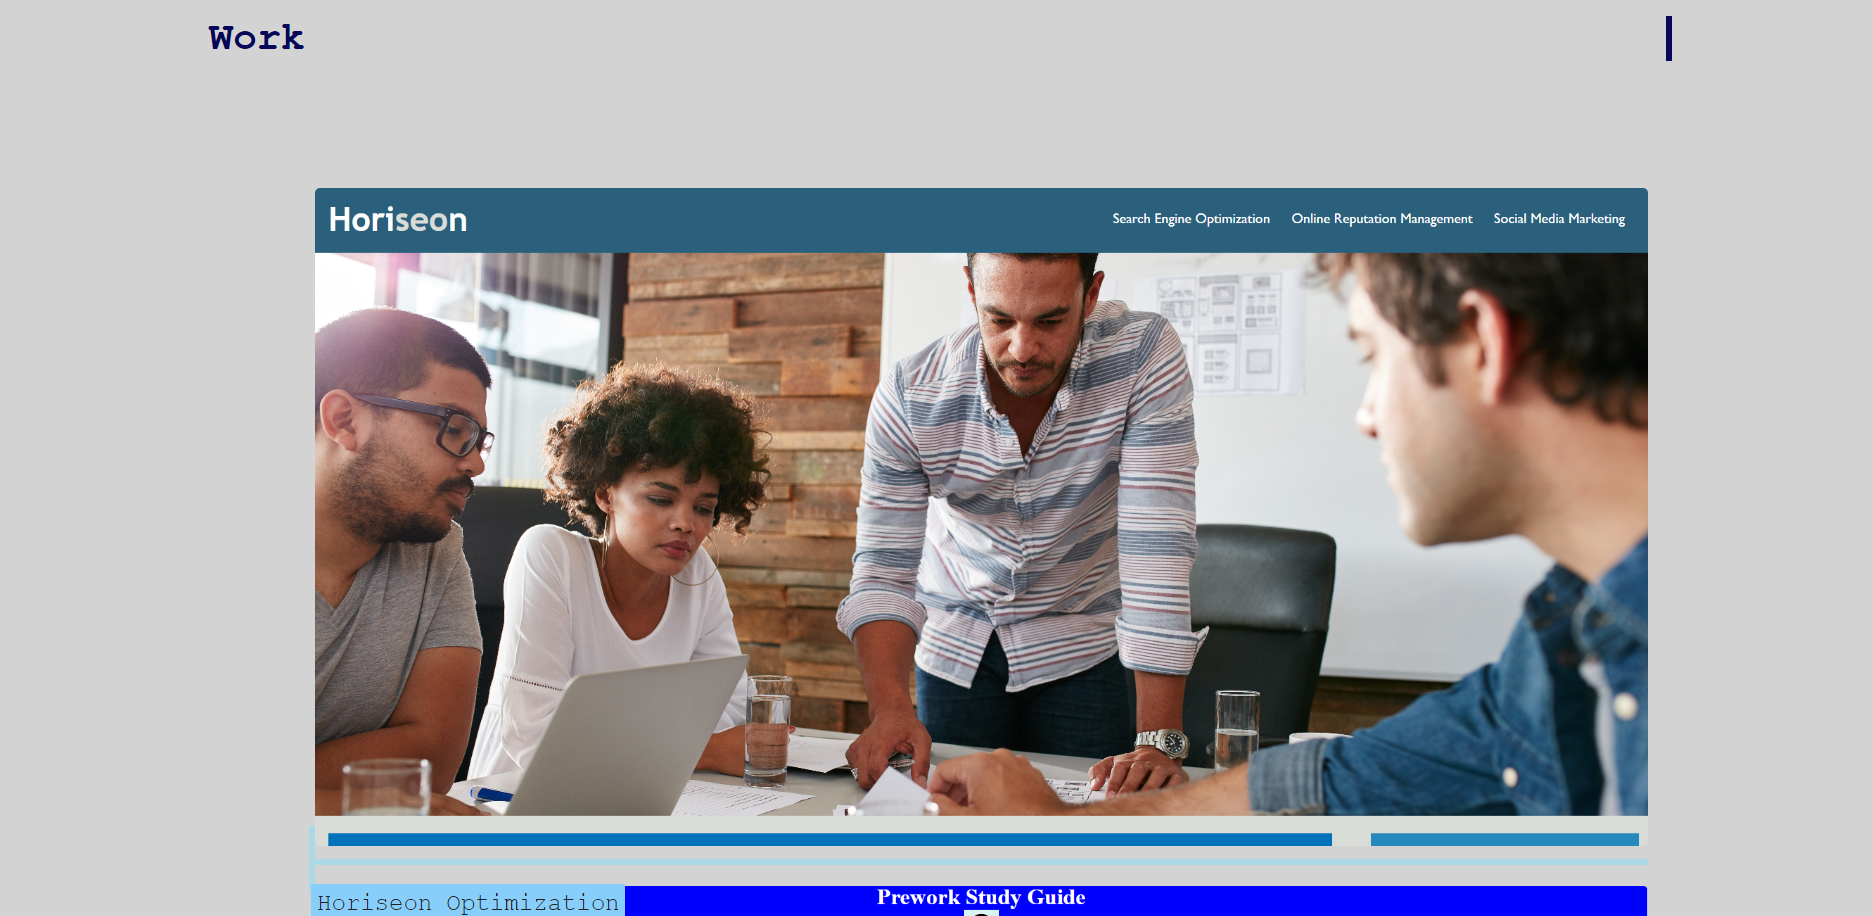 Work
Horiseon
Search Engine Optimization Online Reputation Management Social Media Marketing
Prework Study Guide
Horiseon Optimization